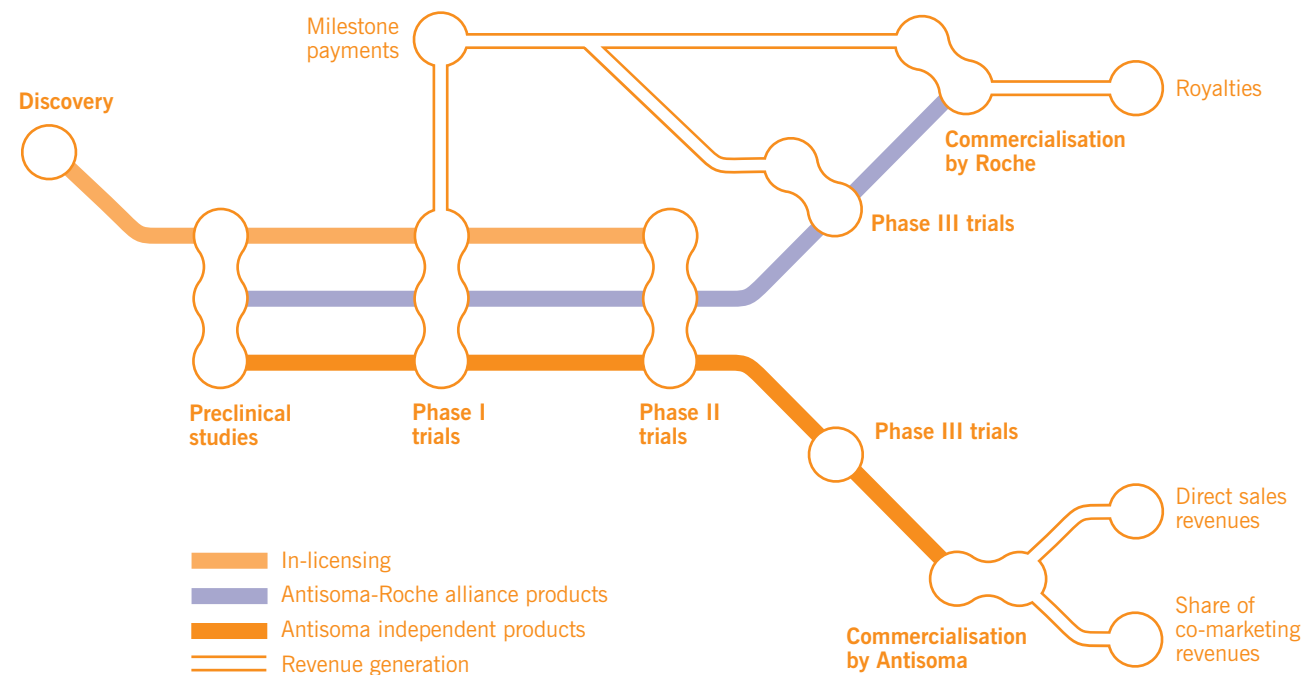 Milestone
payments
Discovery
Royalties
Commercialisation
by Roche
Phase III trials
Preclinical
studies
Phase I
trials
Phase II
trials
Phase III trials
Direct sales
revenues
In-licensing
Antisoma-Roche alliance products
Antisoma independent products
Revenue generation
Commercialisation
by Antisoma
Share of
co-marketing
revenues